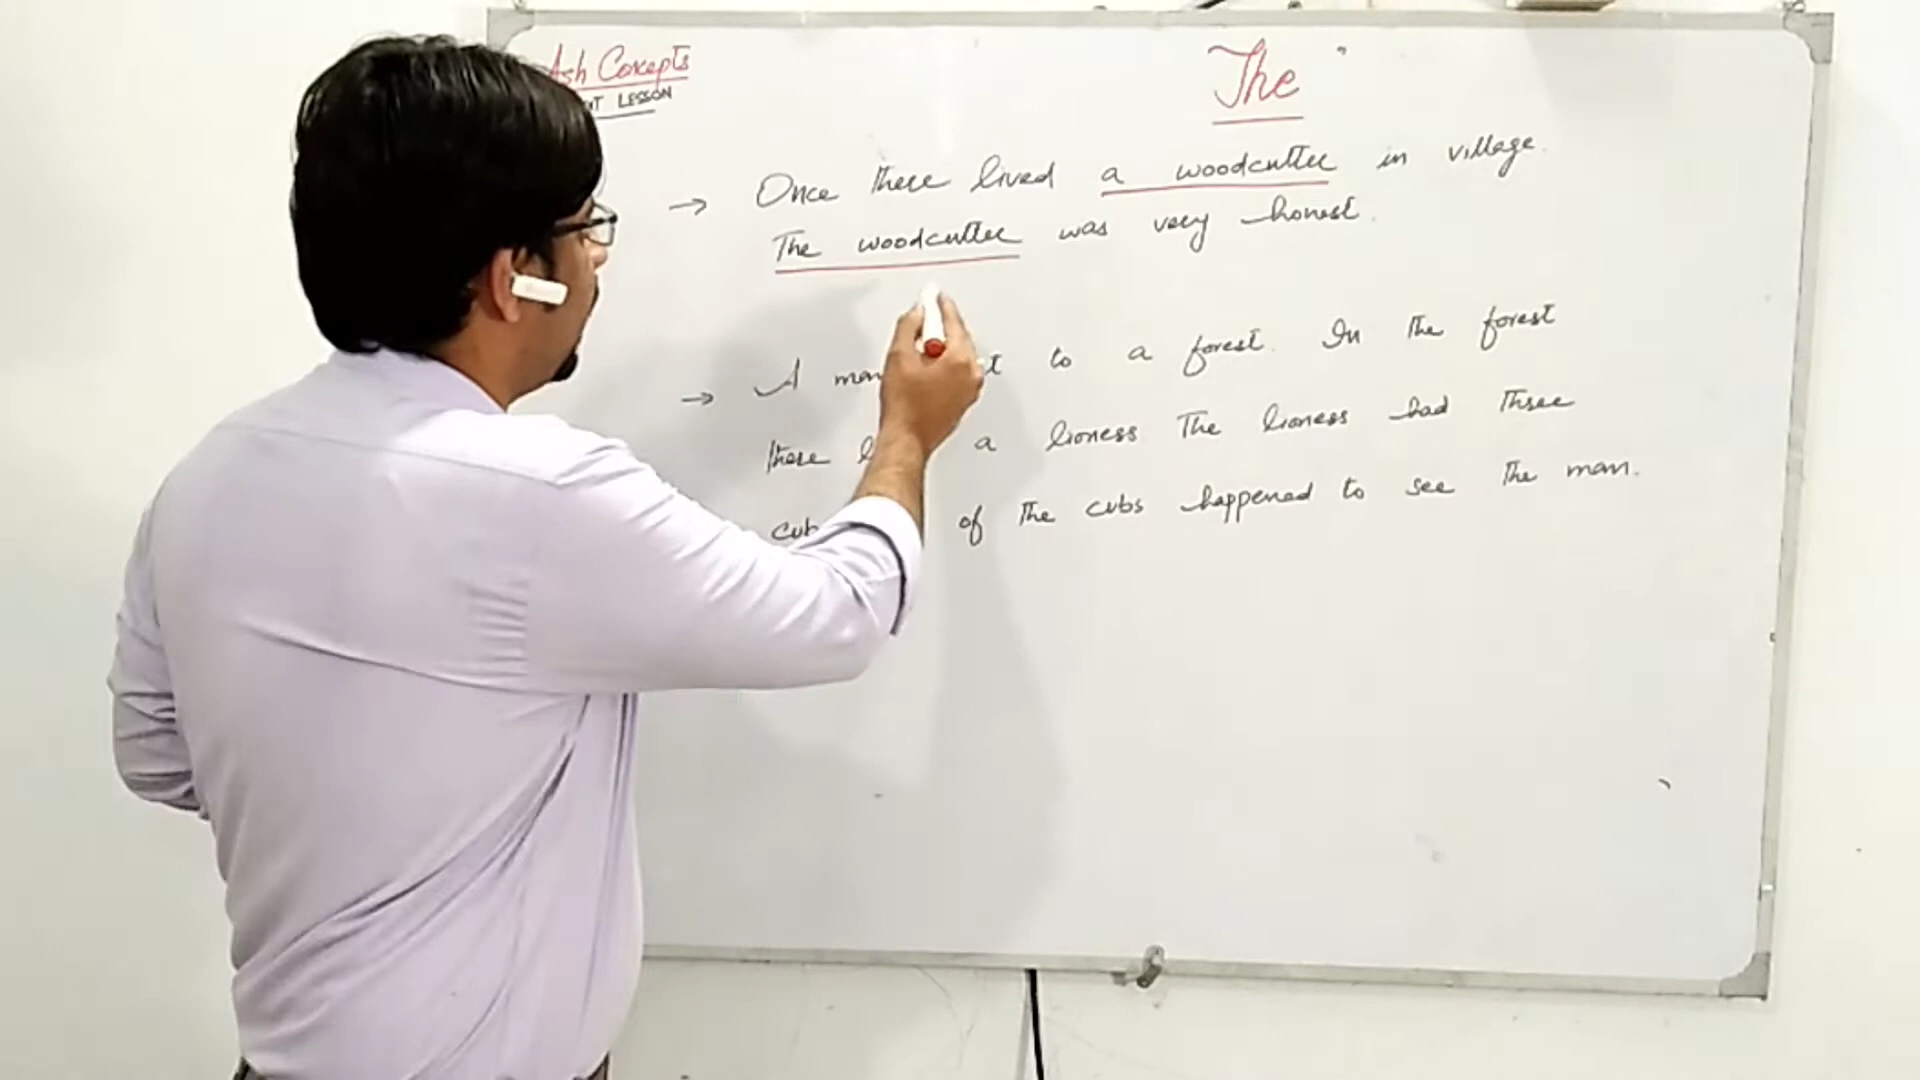 Ash Concepts
LESSON
The
→ Once there lived a woodcutter in village.
The woodcutter was very honest.
→ A man to a forest. In the forest
there a lioness The lioness had three
of the cubs happened to see the man.